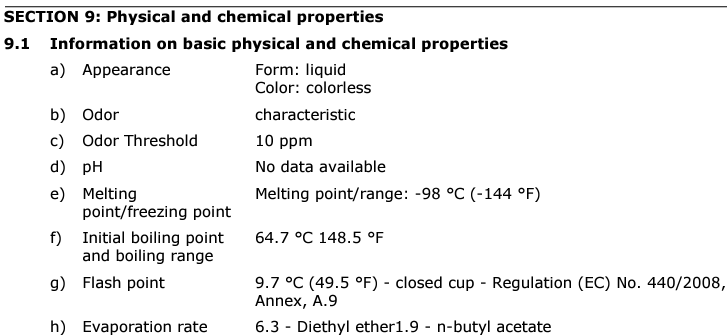 SECTION 9: Physical and chemical properties
9.1 Information on basic physical and chemical properties
a) Appearance Form: liquid
Color: colorless
b) Odor characteristic
c) Odor Threshold 10 ppm
d) pH No data available
e) Melting Melting point/range: -98 °C (-144 °F)
point/freezing point
f) Initial boiling point 64.7 °C 148.5 °F
and boiling range
g) Flash point 9.7 °C (49.5 °F) - closed cup - Regulation (EC) No. 440/2008,
Annex, A.9
h) Evaporation rate 6.3 - Diethyl ether1.9 - n-butyl acetate